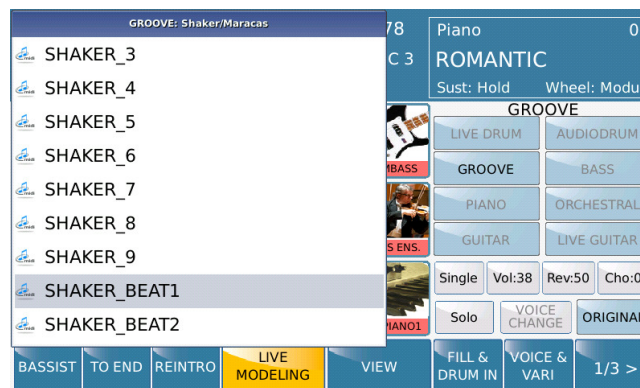 GROOVE: Shaker/Maracas
SHAKER_3
SHAKER_4
SHAKER_5
SHAKER_6
SHAKER_7
SHAKER_8
SHAKER_9
SHAKER_BEAT1
SHAKER_BEAT2
78
C 3
Piano
0
ROMANTIC
Sust: Hold
Wheel: Modu
GROOVE
LIVE DRUM
AUDIODRUM
GROOVE
BASS
PIANO
ORCHESTRAL
GUITAR
LIVE GUITAR
MBASS
S ENS.
PIANO1
Single
Vol:38
Rev:50
Cho:0
Solo
VOICE
CHANGE
ORIGINAL
BASSIST
TO END
REINTRO
LIVE
MODELING
VIEW
FILL &
DRUM IN
VOICE &
VARI
1/3 >